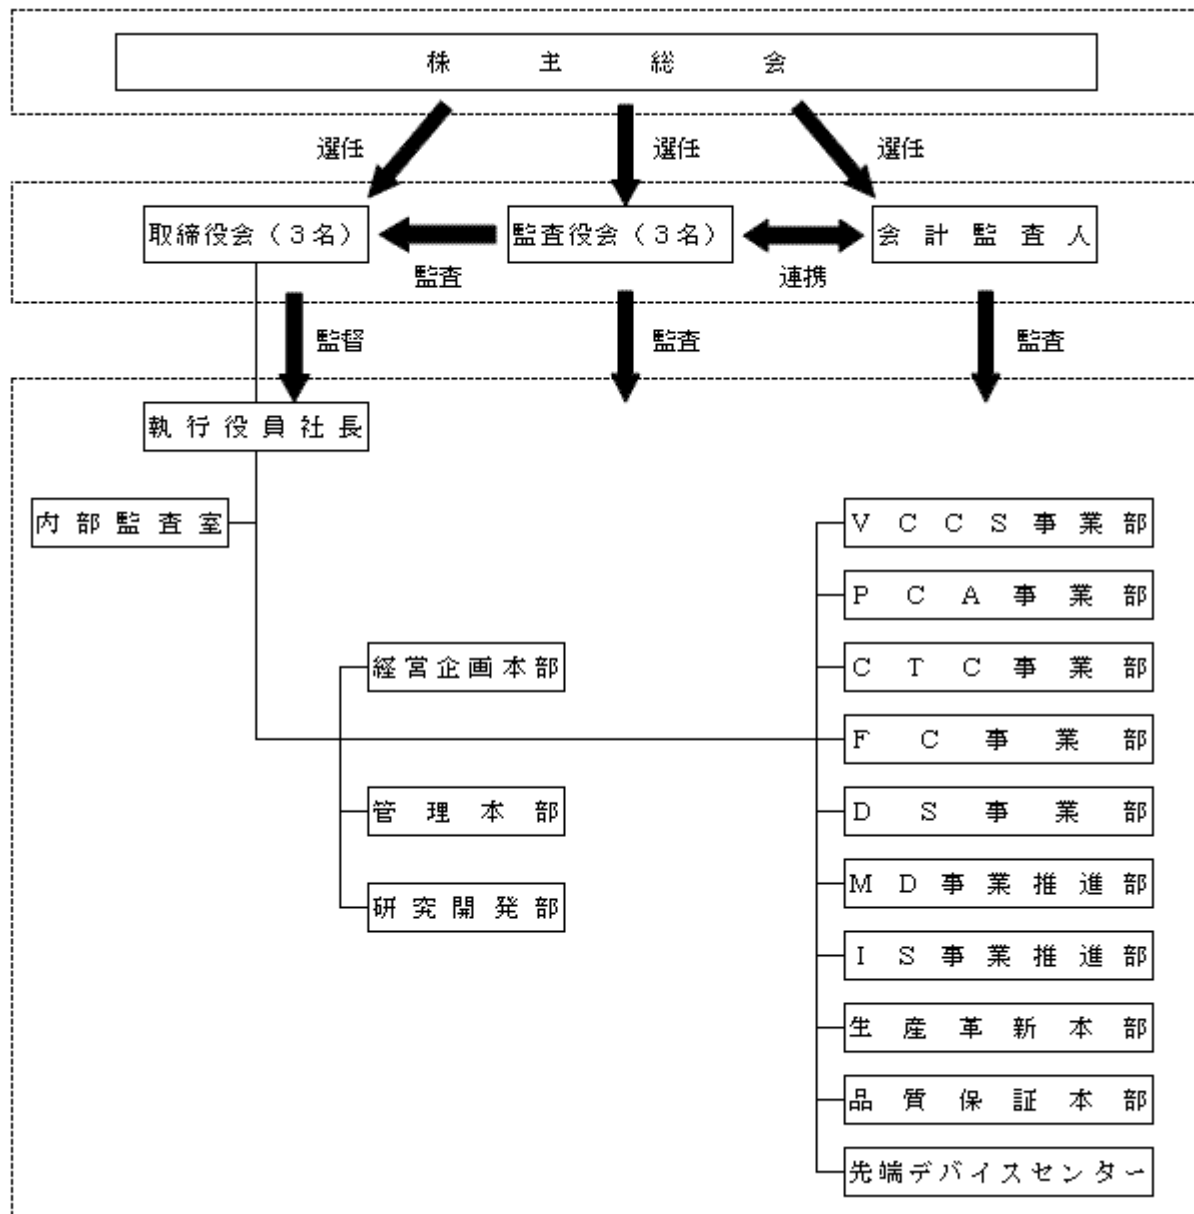 株主総会
選任
選任
選任
取締役会（３名）
監査役会（３名）
会計監査人
監査
連携
監督
監査
監査
執行役員社長
内部監査室
ＶＣＣＳ事業部
ＰＣＡ事業部
経営企画本部
ＣＴＣ事業部
ＦＣ事業部
管理本部
ＤＳ事業部
ＭＤ事業推進部
研究開発部
ＩＳ事業推進部
生産革新本部
品質保証本部
先端デバイスセンター